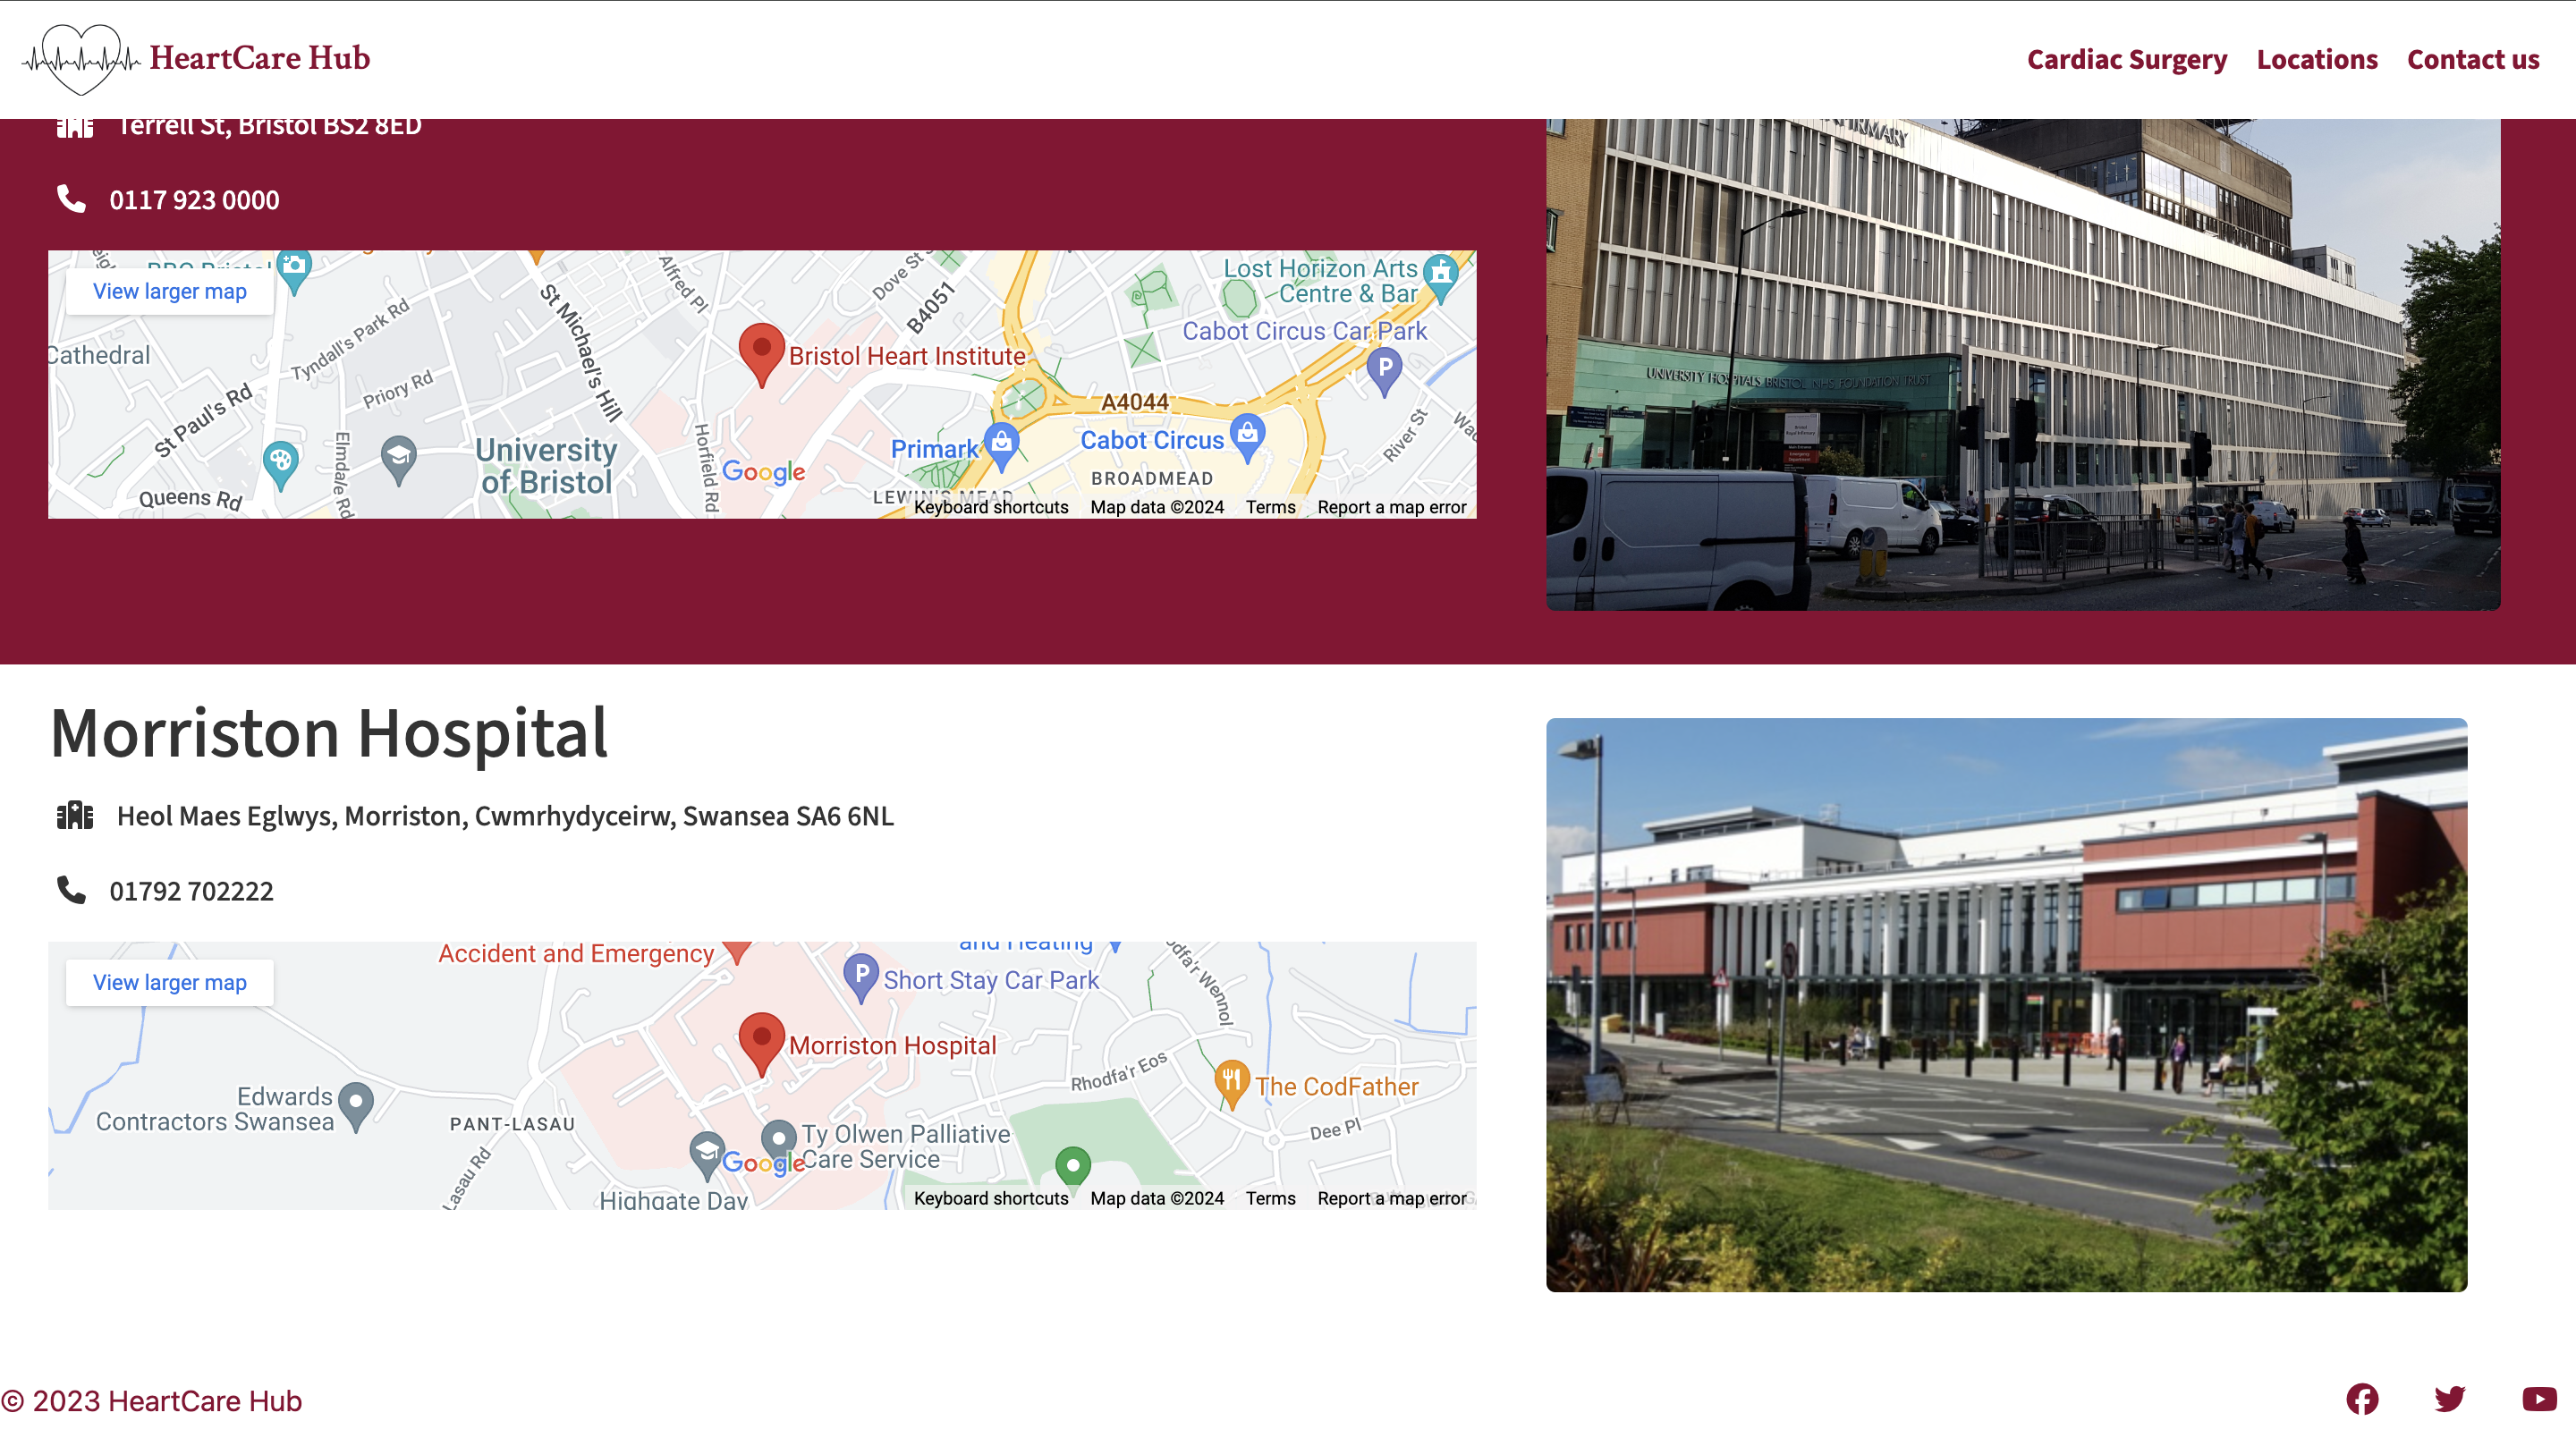 HeartCare Hub
Cardiac Surgery
Locations
Contact us
Terrell St, Bristol BS2 8ED
0117 923 0000
View larger map
Cathedral
Tyndall's Park Rd
Priory Rd
St Paul's Rd
Elmdale Rd
Queens Rd
University
of Bristol
St Michael's Hill
Alfred Pl
Horfield Rd
Dove St
B4051
Bristol Heart Institute
Lost Horizon Arts
Centre & Bar
Cabot Circus Car Park
P
A4044
Primark
Cabot Circus
BROADMEAD
LEWIN'S MEAD
River St
Google
Keyboard shortcuts
Map data ©2024
Terms
Report a map error
UNIVERSITY HOSPITALS BRISTOL NHS FOUNDATION TRUST
Morriston Hospital
Heol Maes Eglwys, Morriston, Cwmrhydyceirw, Swansea SA6 6NL
01792 702222
View larger map
Accident and Emergency
and Heating
P
Short Stay Car Park
Morriston Hospital
Edwards
Contractors Swansea
PANT-LASAU
Lasau Rd
Rhodfa'r Eos
The CodFather
Dee Pl
Ty Olwen Palliative
Care Service
Highgate Day
Google
Keyboard shortcuts
Map data ©2024
Terms
Report a map error
© 2023 HeartCare Hub